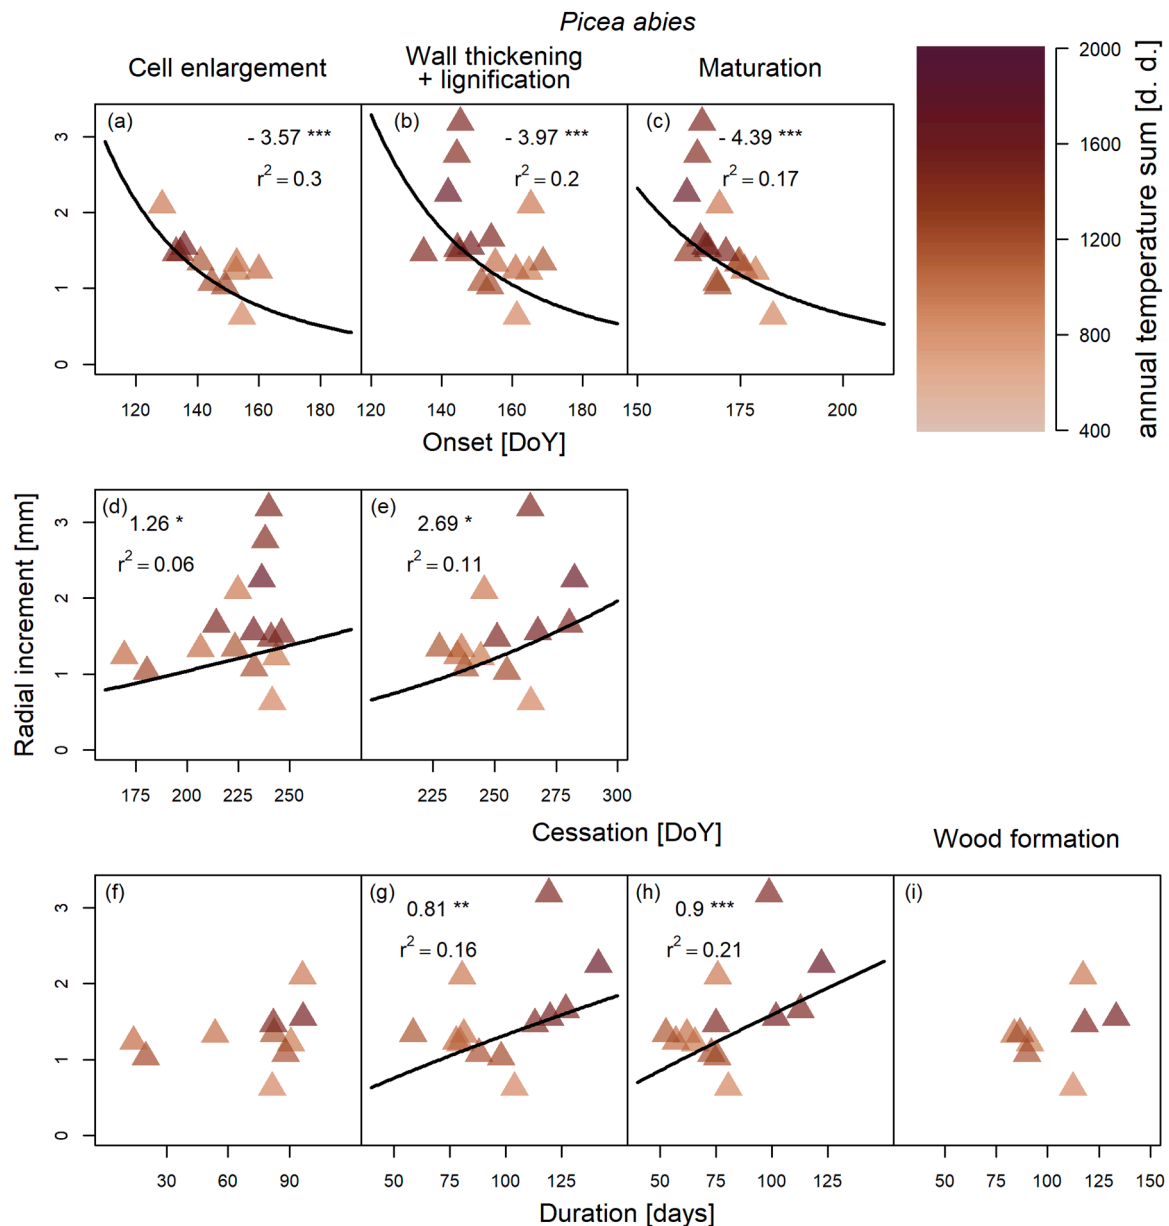 Picea abies
Cell enlargement
Wall thickening
+ lignification
Maturation
(a)
- 3.57 ***
r² = 0.3
(b)
- 3.97 ***
r² = 0.2
(c)
- 4.39 ***
r² = 0.17
0
1
2
3
120 140 160 180
120 140 160 180
150 175 200
Onset [DoY]
2000
1600
1200
800
400
annual temperature sum [d. d.]
Radial increment [mm]
(d)
1.26 *
r² = 0.06
(e)
2.69 *
r² = 0.11
0
1
2
3
175 200 225 250
225 250 275 300
Cessation [DoY]
Wood formation
(f)
(g)
0.81 **
r² = 0.16
(h)
0.9 ***
r² = 0.21
(i)
0
1
2
3
30 60 90
50 75 100 125
50 75 100 125
50 75 100 125 150
Duration [days]